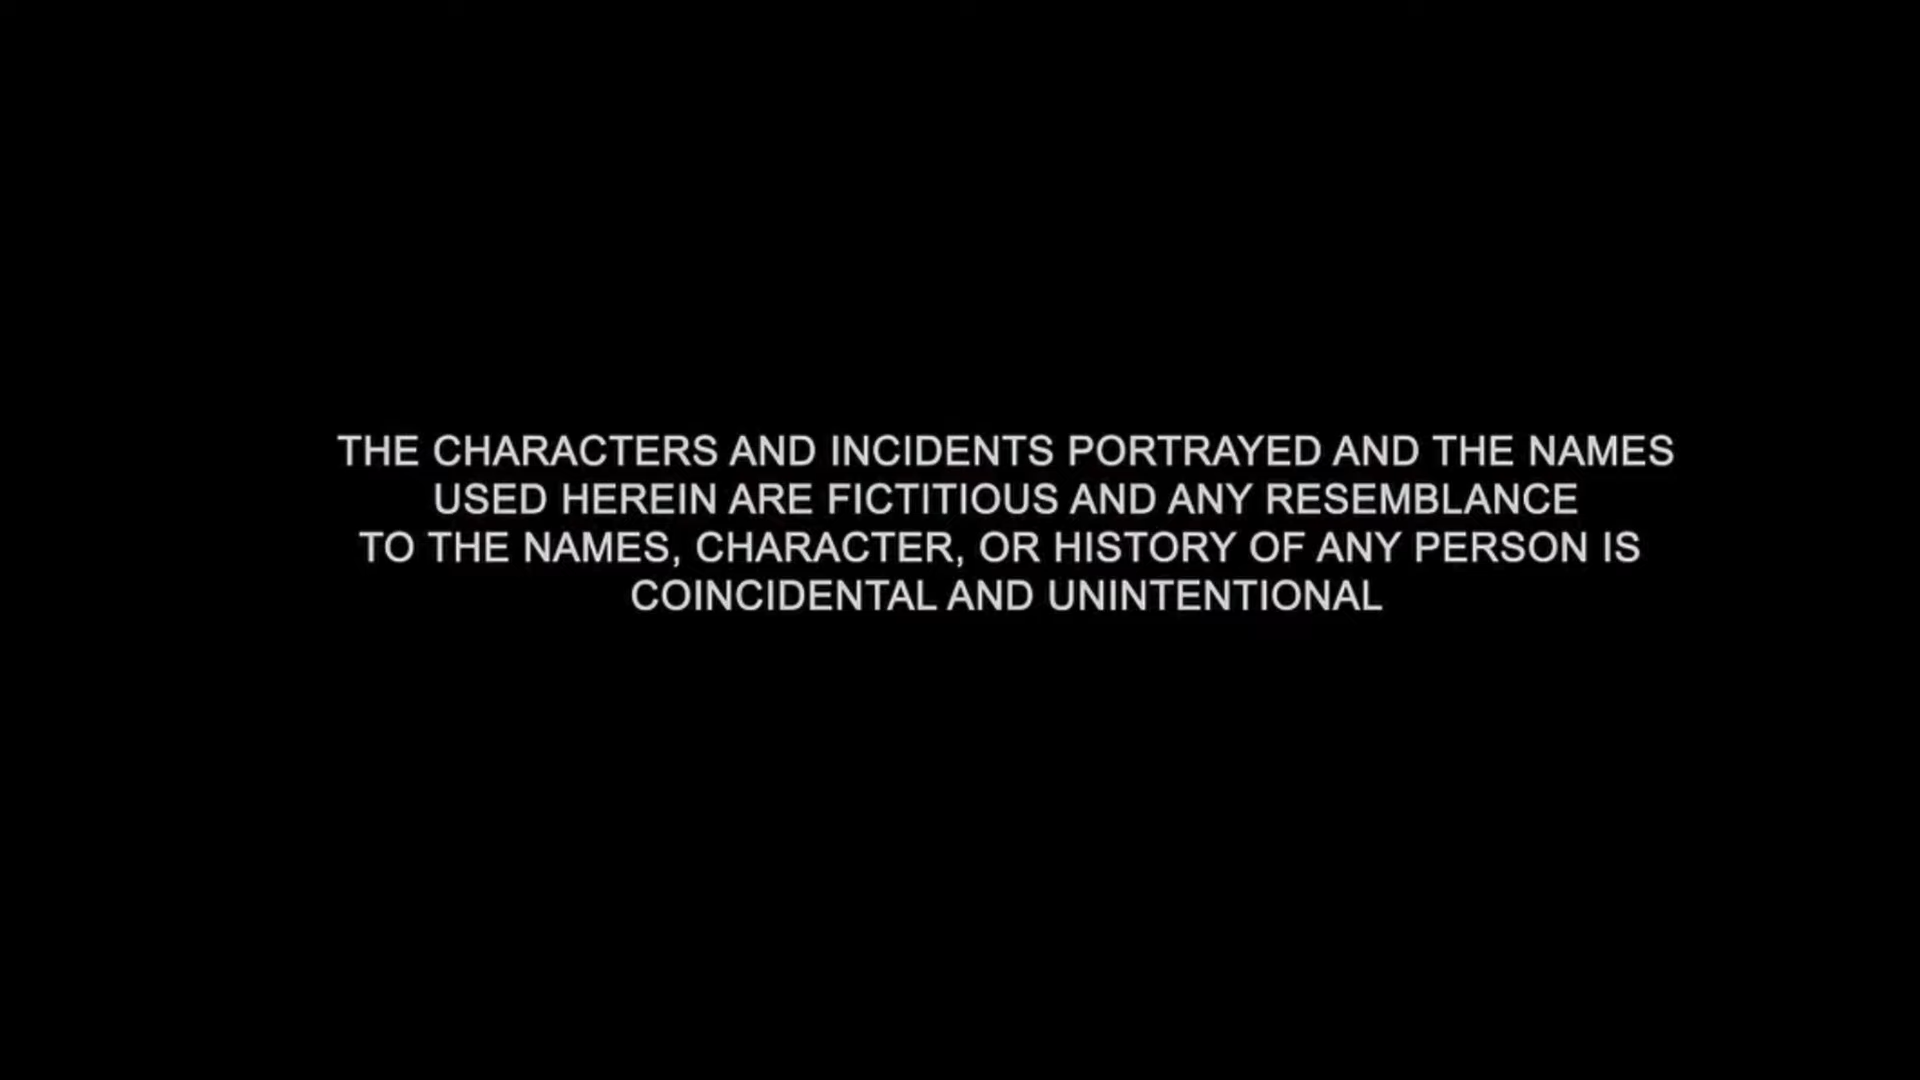 THE CHARACTERS AND INCIDENTS PORTRAYED AND THE NAMES
USED HEREIN ARE FICTITIOUS AND ANY RESEMBLANCE
TO THE NAMES, CHARACTER, OR HISTORY OF ANY PERSON IS
COINCIDENTAL AND UNINTENTIONAL